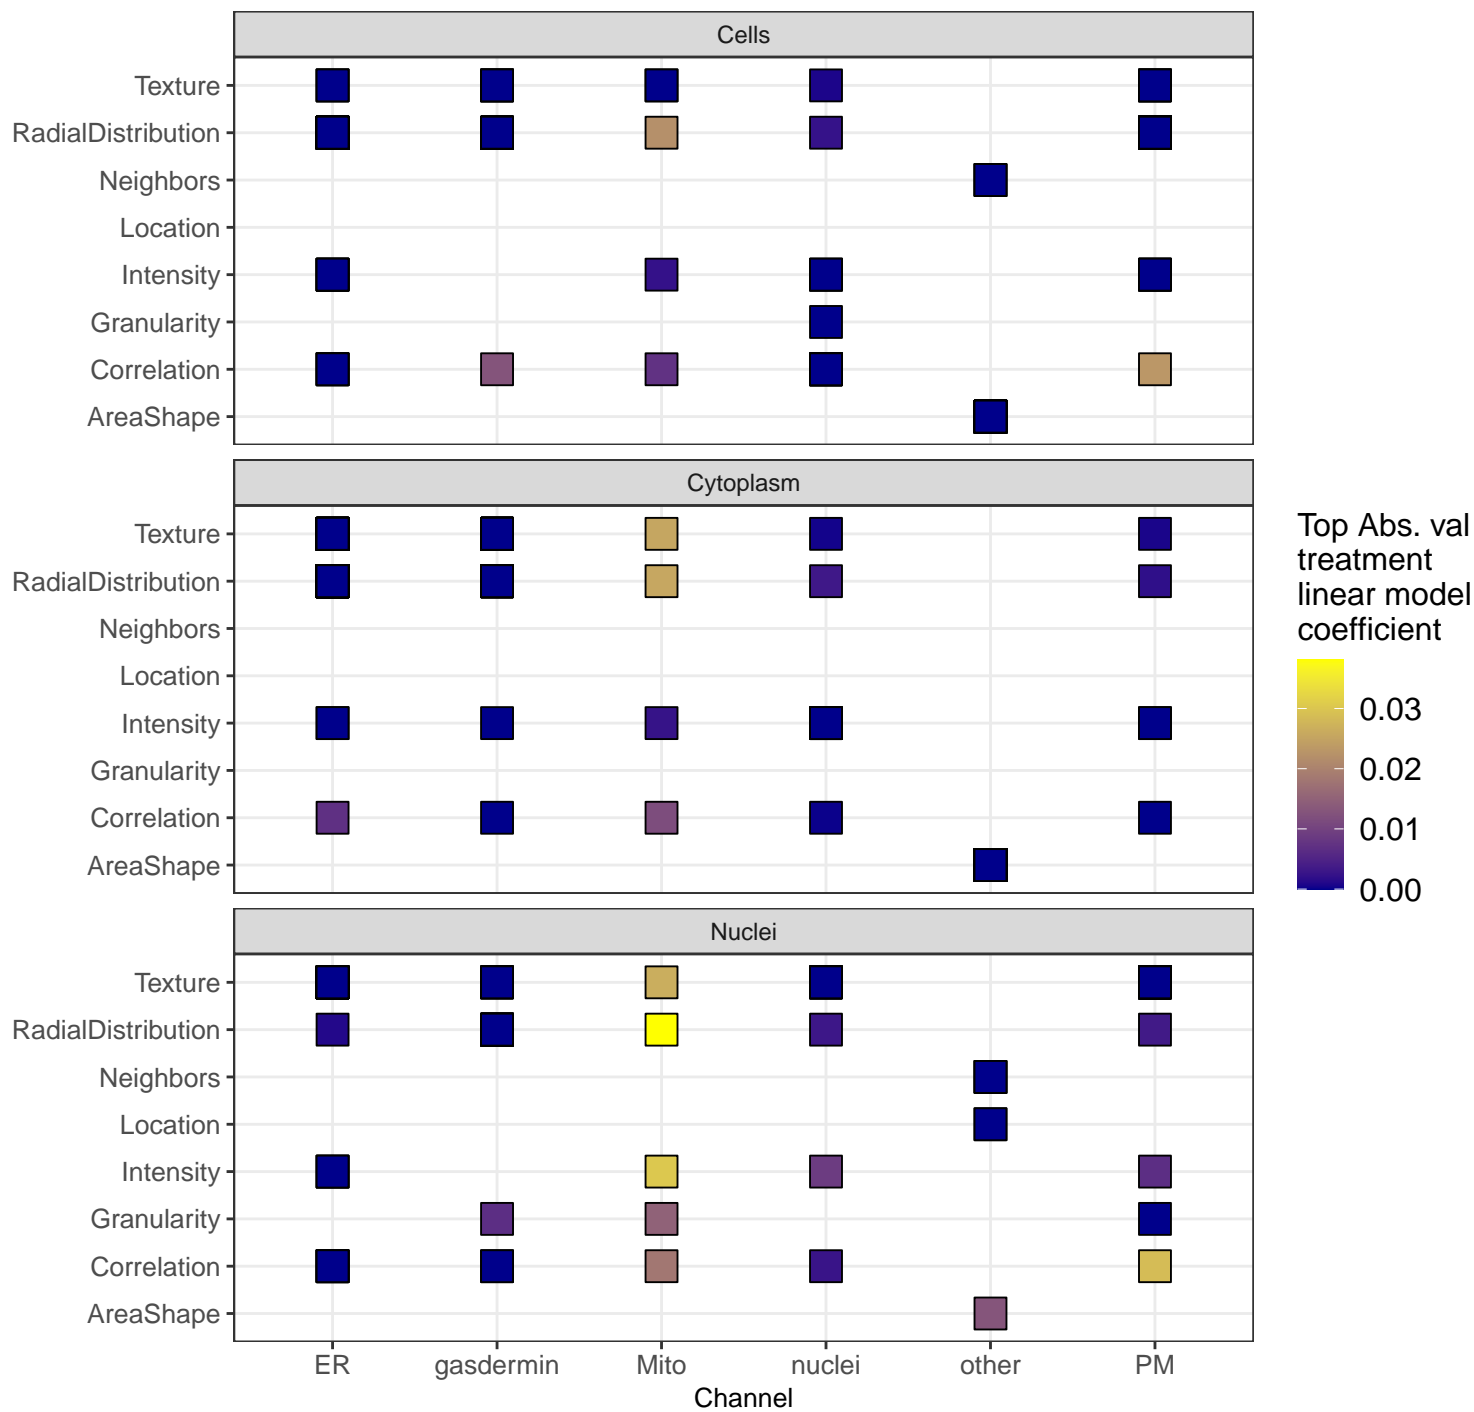 Cells
Texture
RadialDistribution
Neighbors
Location
Intensity
Granularity
Correlation
AreaShape
Cytoplasm
Texture
RadialDistribution
Neighbors
Location
Intensity
Granularity
Correlation
AreaShape
Nuclei
Texture
RadialDistribution
Neighbors
Location
Intensity
Granularity
Correlation
AreaShape
ER gasdermin Mito nuclei other PM
Channel
Top Abs. val
treatment
linear model
coefficient
0.03
0.02
0.01
0.00